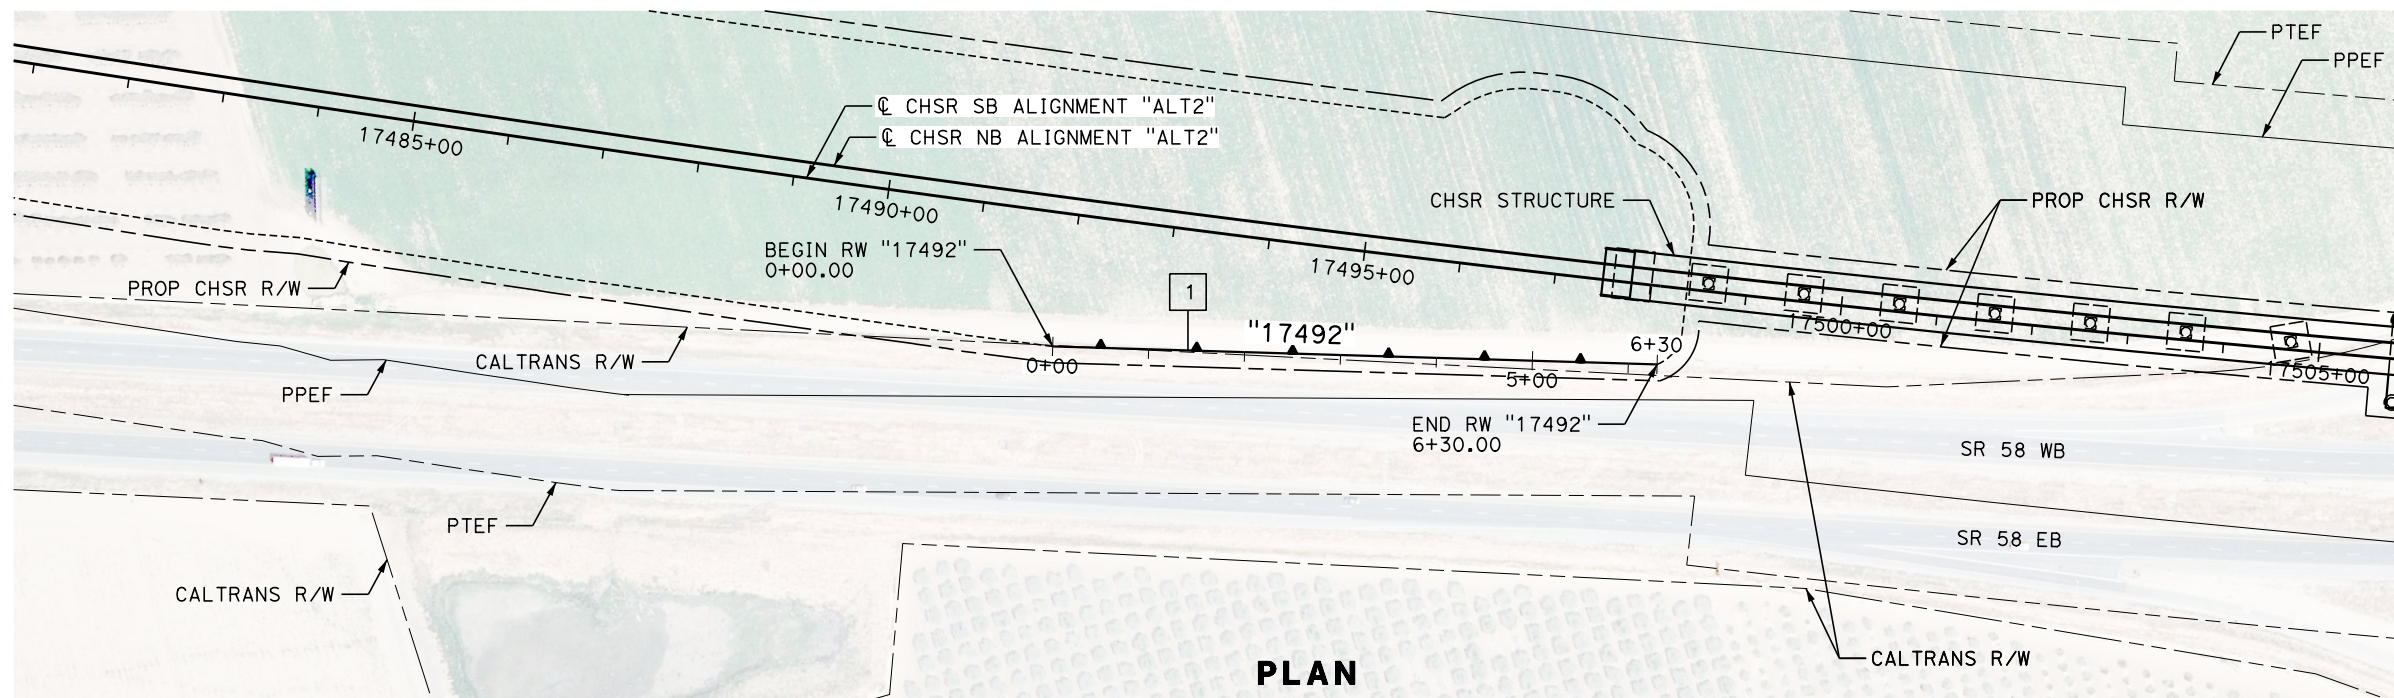 PTEF
PPEF
℄ CHSR SB ALIGNMENT "ALT2"
℄ CHSR NB ALIGNMENT "ALT2"
17485+00
17490+00
CHSR STRUCTURE
PROP CHSR R/W
BEGIN RW "17492"
0+00.00
17495+00
PROP CHSR R/W
1
"17492"
7500+00
6+30
CALTRANS R/W
0+00
5+00
17505+00
PPEF
END RW "17492"
6+30.00
SR 58 WB
PTEF
SR 58 EB
CALTRANS R/W
CALTRANS R/W
PLAN